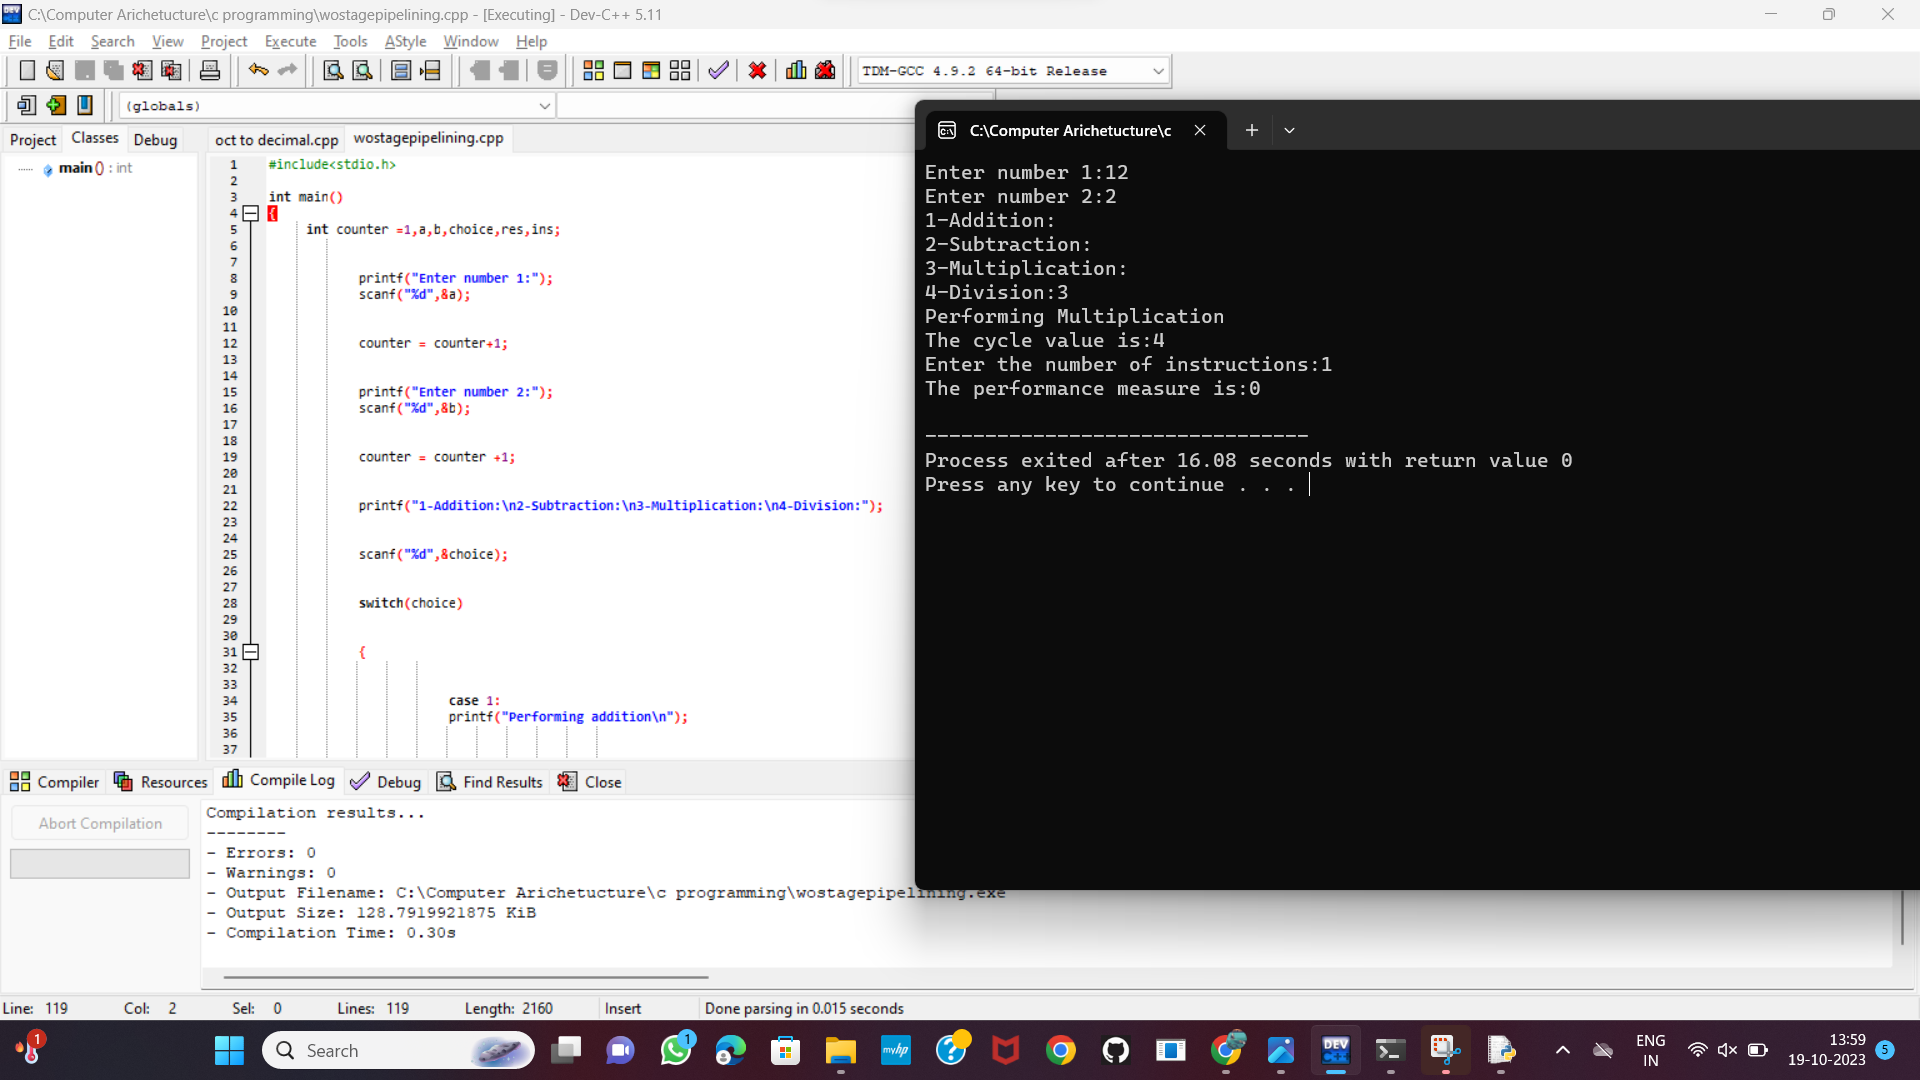 C:\Computer Arichetucture\c programming\wostagepipelining.cpp - [Executing] - Dev-C++ 5.11
File Edit Search View Project Execute Tools AStyle Window Help
TDM-GCC 4.9.2 64-bit Release
(globals)
Project Classes Debug
oct to decimal.cpp wostagepipelining.cpp
main () : int
1 #include<stdio.h>
2
3 int main()
4 {
5 int counter =1,a,b,choice,res,ins;
6
7
8 printf("Enter number 1:");
9 scanf("%d",&a);
10
11
12 counter = counter+1;
13
14
15 printf("Enter number 2:");
16 scanf("%d",&b);
17
18
19 counter = counter +1;
20
21
22 printf("1-Addition:\n2-Subtraction:\n3-Multiplication:\n4-Division:");
23
24
25 scanf("%d",&choice);
26
27
28 switch(choice)
29
30
31 {
32
33
34 case 1:
35 printf("Performing addition\n");
36
37
C:\Computer Arichetucture\c
Enter number 1:12
Enter number 2:2
1-Addition:
2-Subtraction:
3-Multiplication:
4-Division:3
Performing Multiplication
The cycle value is:4
Enter the number of instructions:1
The performance measure is:0
--------------------------------
Process exited after 16.08 seconds with return value 0
Press any key to continue . . .
Compiler Resources Compile Log Debug Find Results Close
Abort Compilation
Compilation results...
--------
- Errors: 0
- Warnings: 0
- Output Filename: C:\Computer Arichetucture\c programming\wostagepipelining.exe
- Output Size: 128.7919921875 KiB
- Compilation Time: 0.30s
Line: 119 Col: 2 Sel: 0 Lines: 119 Length: 2160 Insert Done parsing in 0.015 seconds
1
Search
1
myhp
DEV C++
ENG
IN
13:59
19-10-2023
5